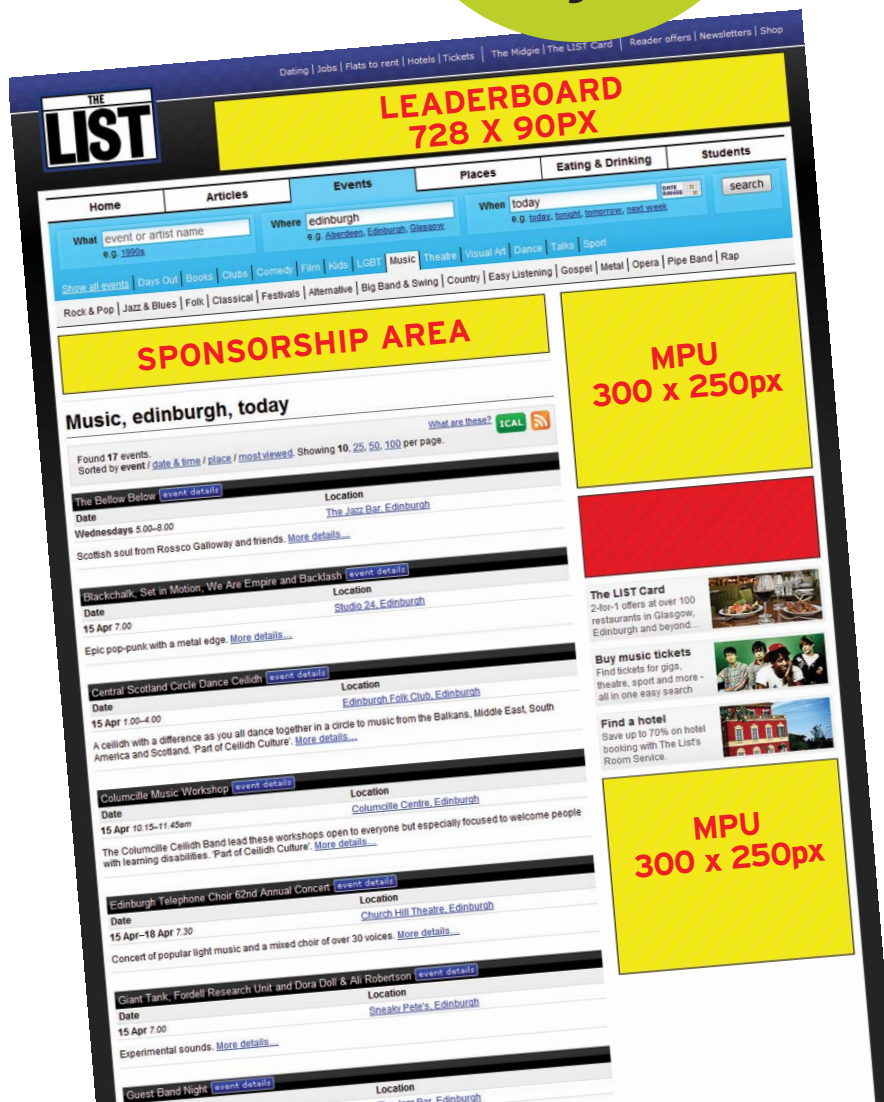 Dating | Jobs | Flats to rent | Hotels | Tickets | The Midgie | The LIST Card | Reader offers | Newsletters | Shop
THE
LIST
LEADERBOARD
728 X 90PX
Home Articles Events Places Eating & Drinking Students
What event or artist name Where edinburgh When today DATE RANGE search
e.g. 1990s e.g. Aberdeen, Edinburgh, Glasgow e.g. today, tonight, tomorrow, next week
Show all events | Days Out | Books | Clubs | Comedy | Film | Kids | LGBT | Music | Theatre | Visual Art | Dance | Talks | Sport
Rock & Pop | Jazz & Blues | Folk | Classical | Festivals | Alternative | Big Band & Swing | Country | Easy Listening | Gospel | Metal | Opera | Pipe Band | Rap
SPONSORSHIP AREA
MPU
300 x 250px
Music, edinburgh, today
What are these? ICAL
Found 17 events.
Sorted by event / date & time / place / most viewed. Showing 10, 25, 50, 100 per page.
The Bellow Below event details
Date Location
Wednesdays 5.00–8.00 The Jazz Bar, Edinburgh
Scottish soul from Rossco Galloway and friends. More details....
Blackchalk, Set in Motion, We Are Empire and Backlash event details
Date Location
15 Apr 7.00 Studio 24, Edinburgh
Epic pop-punk with a metal edge. More details....
Central Scotland Circle Dance Ceilidh event details
Date Location
15 Apr 1.00–4.00 Edinburgh Folk Club, Edinburgh
A ceilidh with a difference as you all dance together in a circle to music from the Balkans, Middle East, South
America and Scotland. 'Part of Ceilidh Culture'. More details....
Columcille Music Workshop event details
Date Location
15 Apr 10.15–11.45am Columcille Centre, Edinburgh
The Columcille Ceilidh Band lead these workshops open to everyone but especially focused to welcome people
with learning disabilities. 'Part of Ceilidh Culture'. More details....
Edinburgh Telephone Choir 62nd Annual Concert event details
Date Location
15 Apr–18 Apr 7.30 Church Hill Theatre, Edinburgh
Concert of popular light music and a mixed choir of over 30 voices. More details....
Giant Tank, Fordell Research Unit and Dora Doll & Ali Robertson event details
Date Location
15 Apr 7.00 Sneaky Pete's, Edinburgh
Experimental sounds. More details....
Guest Band Night event details
Location
Jazz Bar, Edinburgh
The LIST Card
2-for-1 offers at over 100
restaurants in Glasgow,
Edinburgh and beyond...
Buy music tickets
Find tickets for gigs,
theatre, sport and more -
all in one easy search
Find a hotel
Save up to 70% on hotel
booking with The List's
Room Service.
MPU
300 x 250px